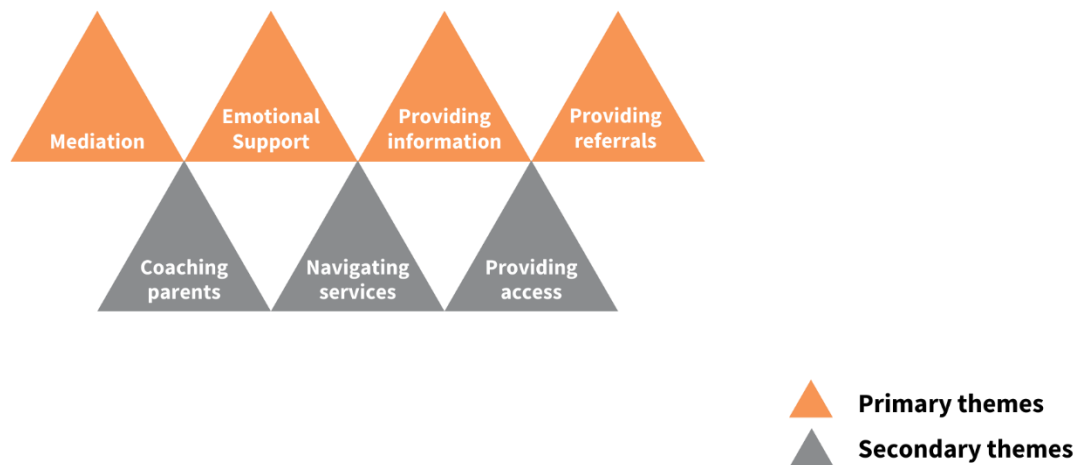 Mediation
Emotional
Support
Providing
information
Providing
referrals
Coaching
parents
Navigating
services
Providing
access
Primary themes
Secondary themes